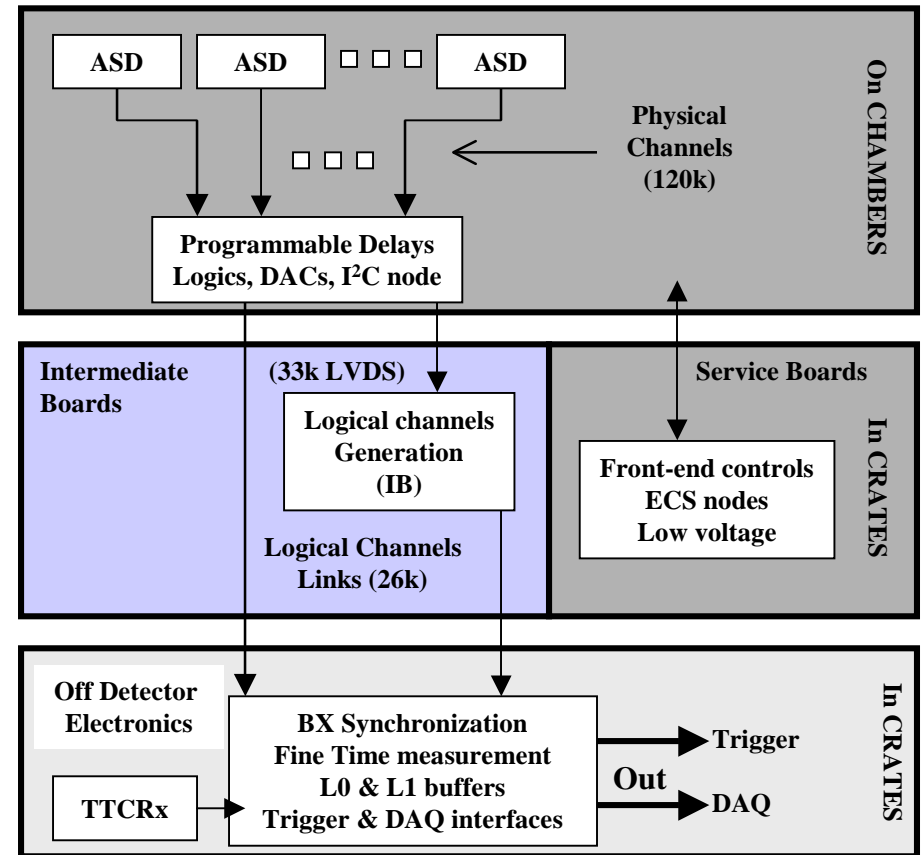 ASD
ASD
ASD
On CHAMBERS
Physical
Channels
(120k)
Programmable Delays
Logics, DACs, I²C node
Intermediate
Boards
(33k LVDS)
Logical channels
Generation
(IB)
Logical Channels
Links (26k)
Service Boards
Front-end controls
ECS nodes
Low voltage
In CRATES
Off Detector
Electronics
TTCRx
BX Synchronization
Fine Time measurement
L0 & L1 buffers
Trigger & DAQ interfaces
Out
Trigger
DAQ
In CRATES